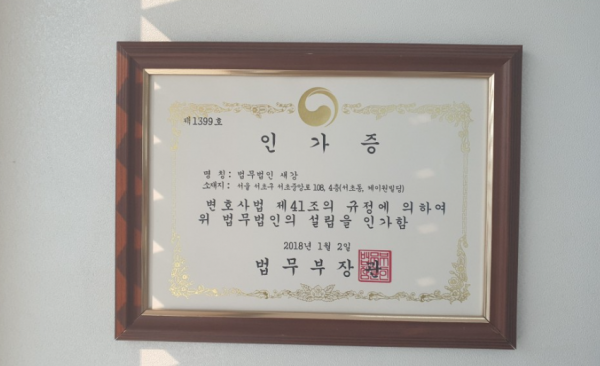 제1399호
인 가 증
명 칭 : 법무법인 새강
소재지 : 서울 서초구 서초중앙로 108, 4층(서초동, 제이원빌딩)
변호사법 제41조의 규정에 의하여
위 법무법인의 설립을 인가함
2018년 1월 2일
법 무 부 장 관